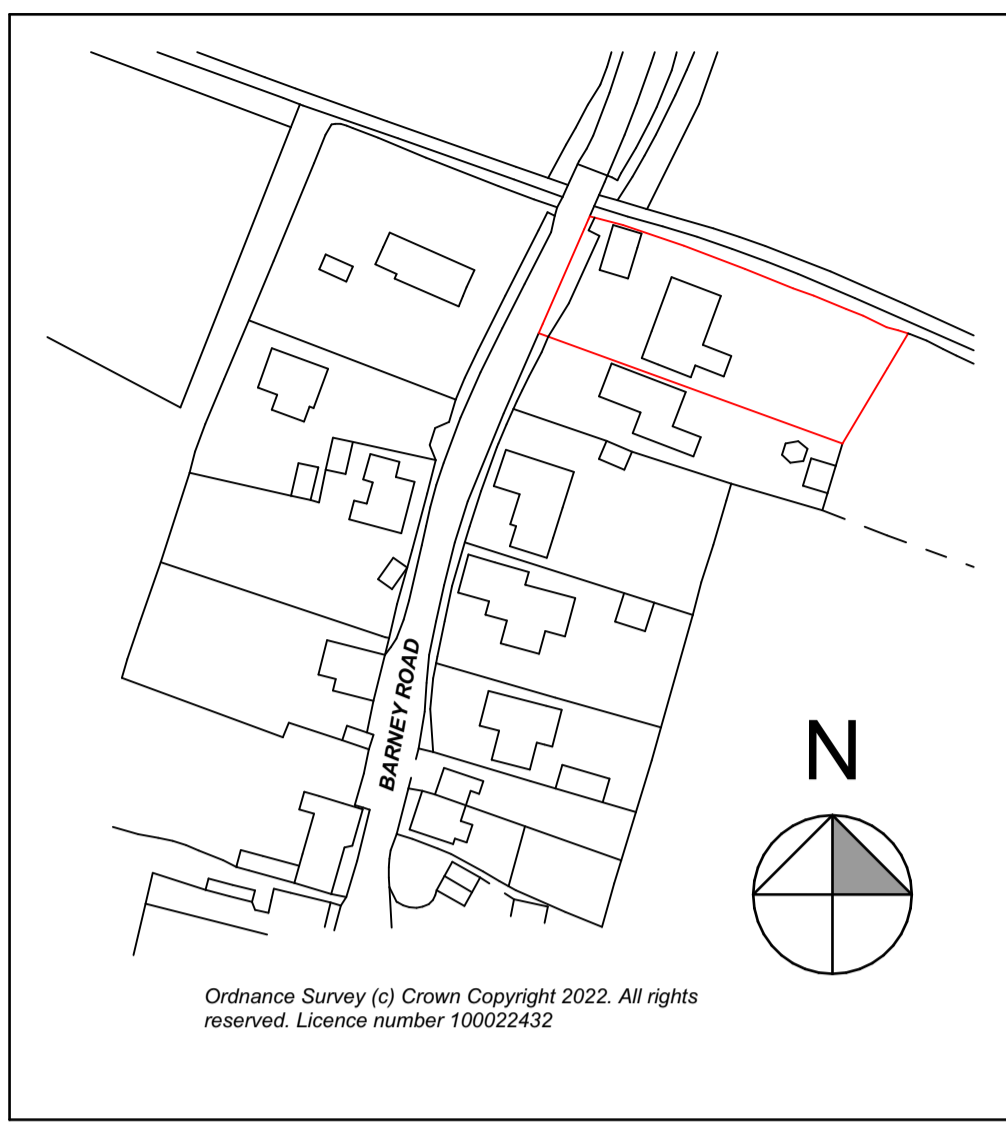 BARNEY ROAD
N
Ordnance Survey (c) Crown Copyright 2022. All rights
reserved. Licence number 100022432